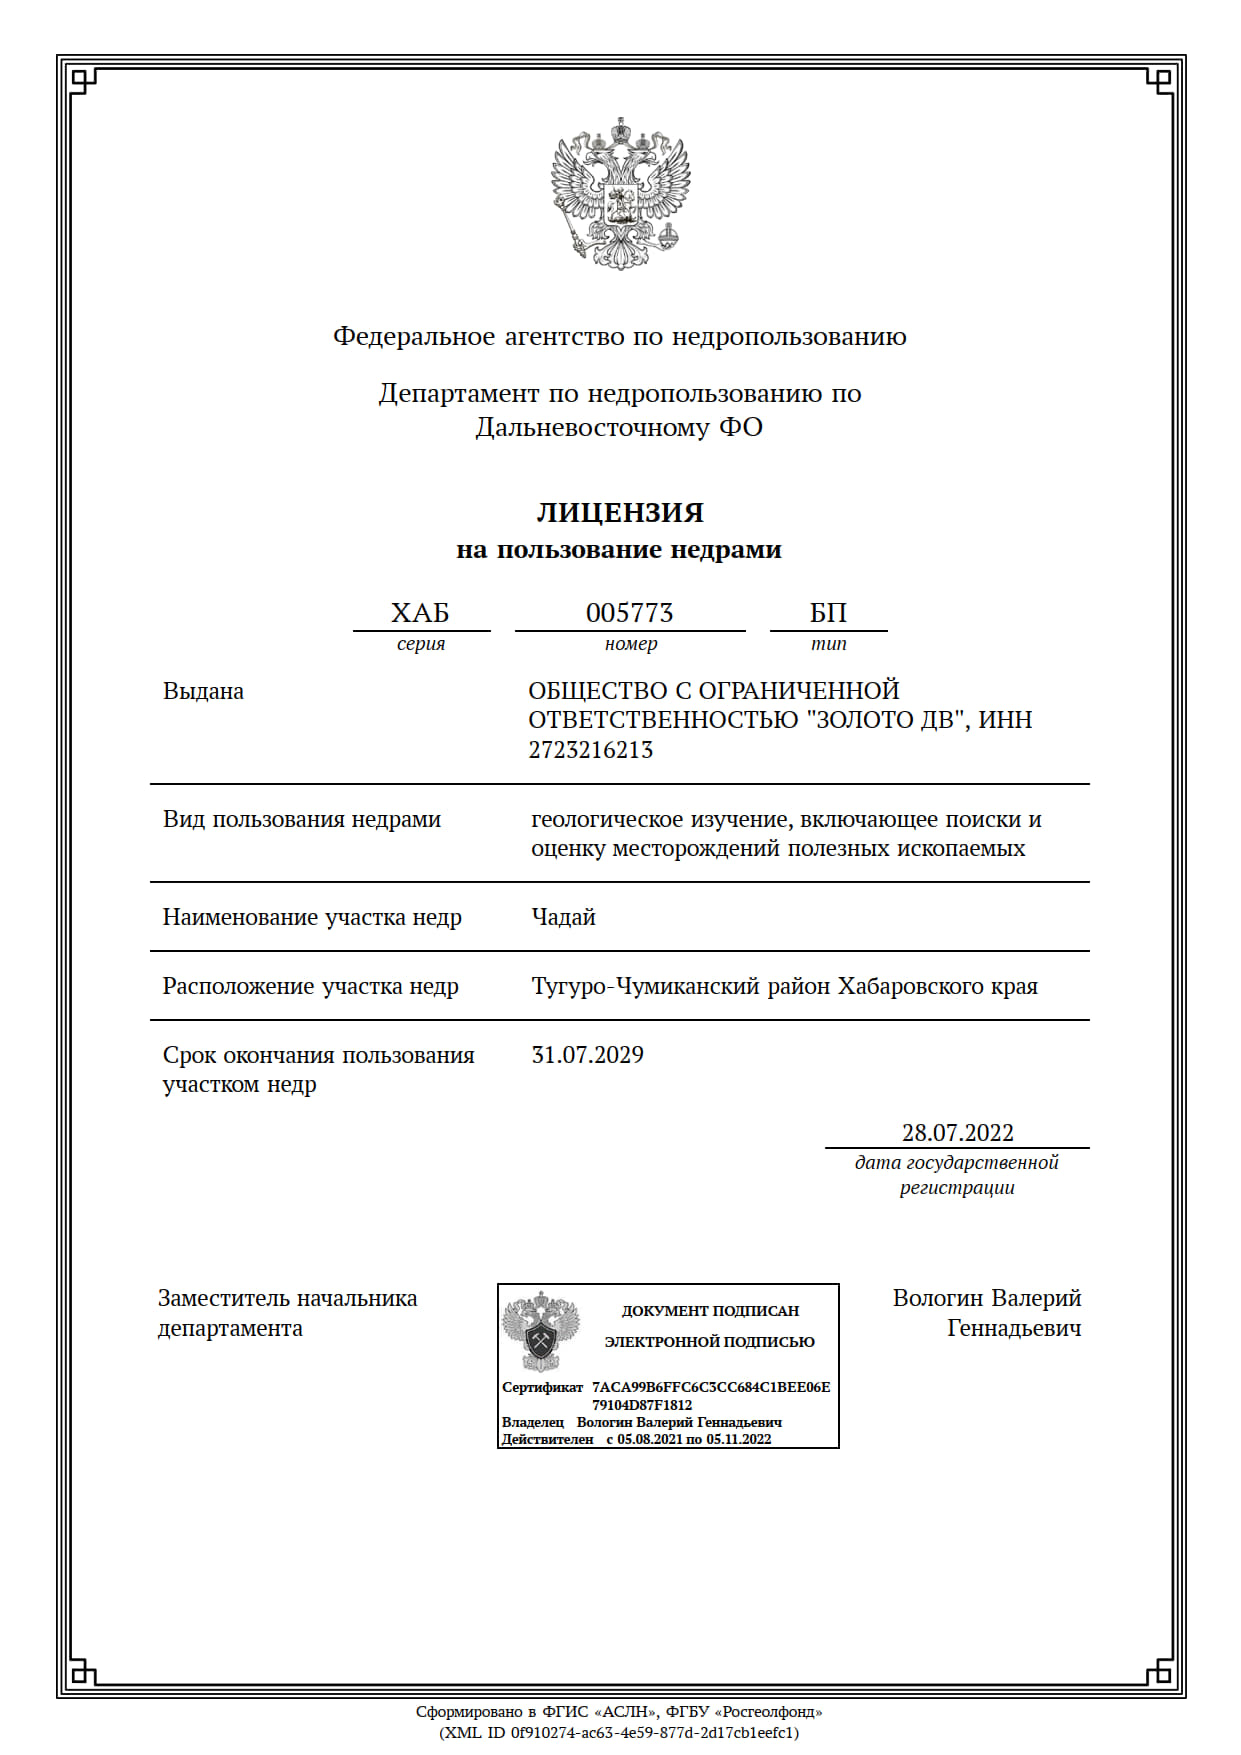 Федеральное агентство по недропользованию
Департамент по недропользованию по
Дальневосточному ФО
ЛИЦЕНЗИЯ
на пользование недрами
ХАБ 005773 БП
серия номер тип
Выдана ОБЩЕСТВО С ОГРАНИЧЕННОЙ
ОТВЕТСТВЕННОСТЬЮ "ЗОЛОТО ДВ", ИНН
2723216213
Вид пользования недрами геологическое изучение, включающее поиски и
оценку месторождений полезных ископаемых
Наименование участка недр Чадай
Расположение участка недр Тугуро-Чумиканский район Хабаровского края
Срок окончания пользования 31.07.2029
участком недр
28.07.2022
дата государственной
регистрации
Заместитель начальника
департамента
ДОКУМЕНТ ПОДПИСАН
ЭЛЕКТРОННОЙ ПОДПИСЬЮ
Сертификат 7ACA99B6FFC6C3CC684C1BEE06E
79104D87F1812
Владелец Вологин Валерий Геннадьевич
Действителен с 05.08.2021 по 05.11.2022
Вологин Валерий
Геннадьевич
Сформировано в ФГИС «АСЛН», ФГБУ «Росгеолфонд»
(XML ID 0f910274-ac63-4e59-877d-2d17cb1eefc1)